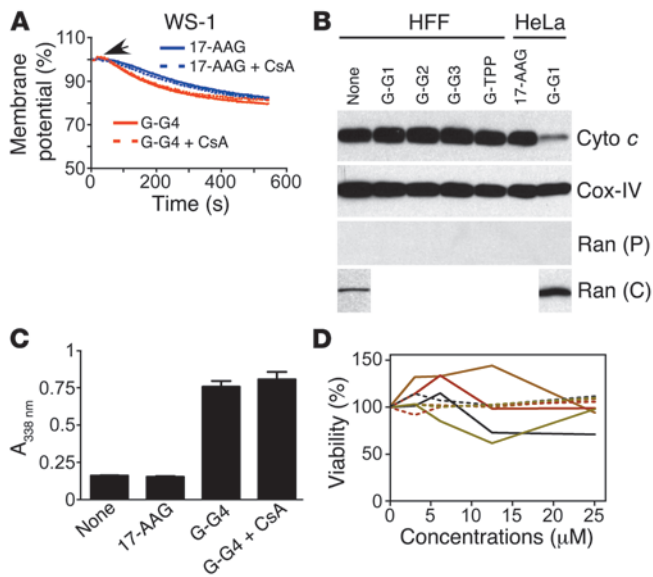 A
WS-1
Membrane potential (%)
110
90
70
50
17-AAG
17-AAG + CsA
G-G4
G-G4 + CsA
0 200 400 600
Time (s)
B
HFF HeLa
None G-G1 G-G2 G-G3 G-TPP 17-AAG G-G1
Cyto c
Cox-IV
Ran (P)
Ran (C)
C
A338 nm
1
0.75
0.5
0.25
0
None 17-AAG G-G4 G-G4 + CsA
D
Viability (%)
150
100
50
0
0 5 10 15 20 25
Concentrations (μM)